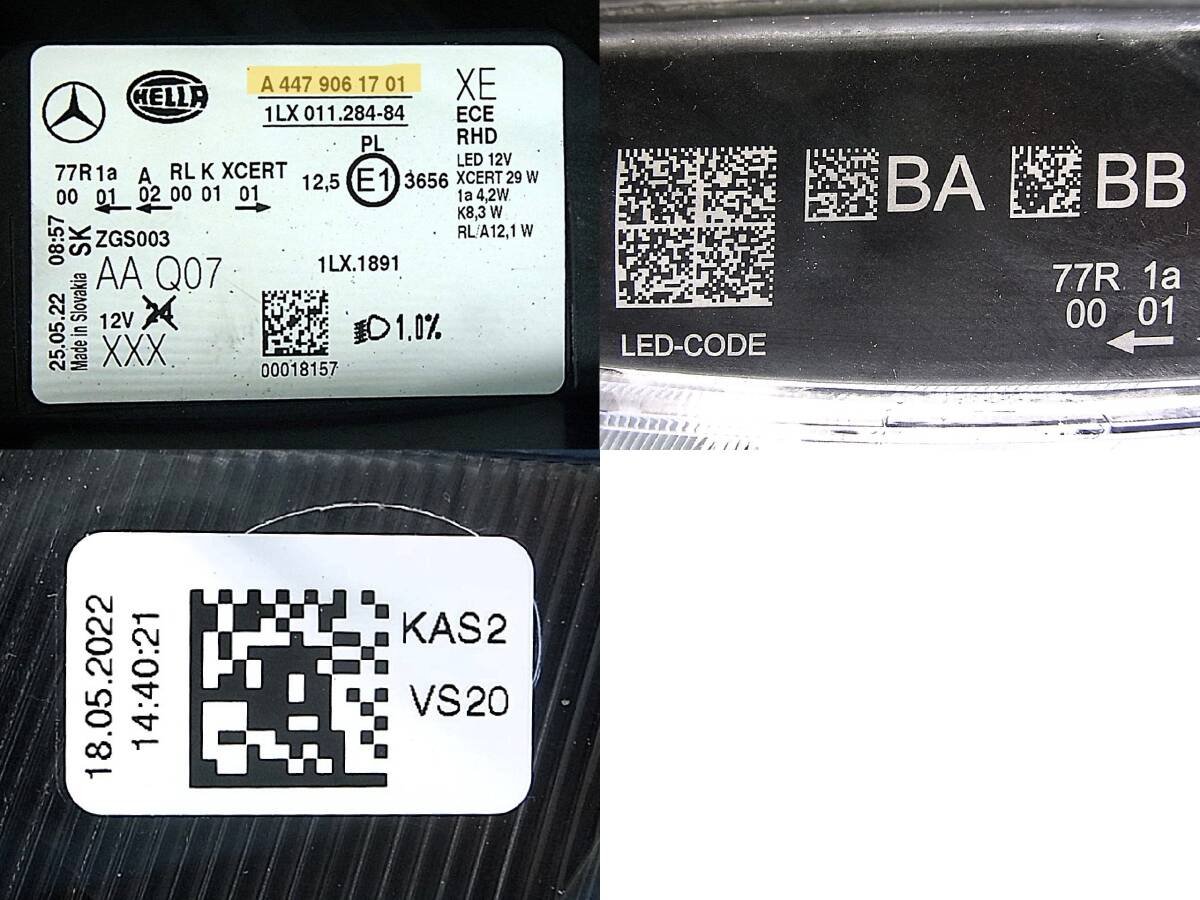 HELLA
A 447 906 17 01
1LX 011.284-84
XE
ECE
RHD
LED 12V
XCERT 29 W
1a 4,2W
K8,3 W
RL/A12,1 W
77R 1a A RL K XCERT
00 01 02 00 01 01
PL
12,5 E1 3656
ZGS003
AA Q07
1LX.1891
12V 24
XXX
00018157
1,0%
25.05.22 08:57
Made in Slovakia SK
BA
BB
77R 1a
00 01
LED-CODE
18.05.2022
14:40:21
KAS2
VS20